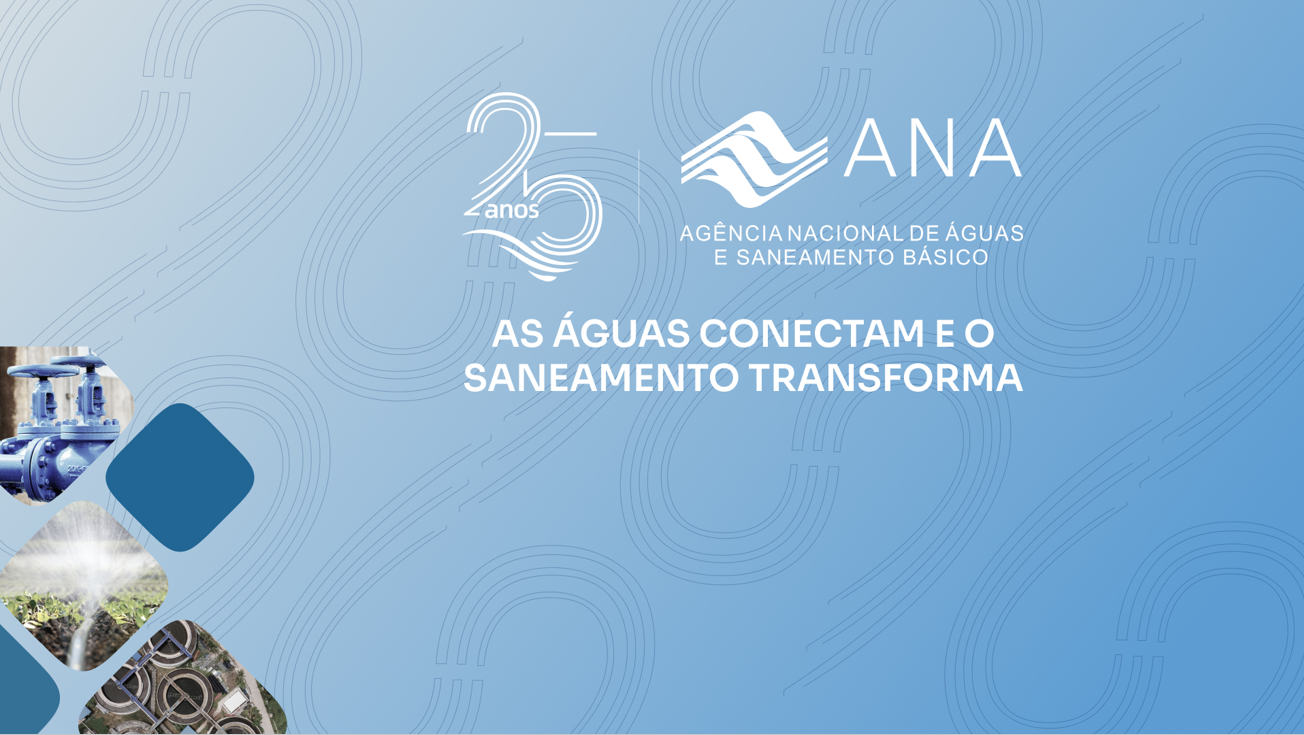 25
anos
ANA
AGÊNCIA NACIONAL DE ÁGUAS
E SANEAMENTO BÁSICO
AS ÁGUAS CONECTAM E O
SANEAMENTO TRANSFORMA